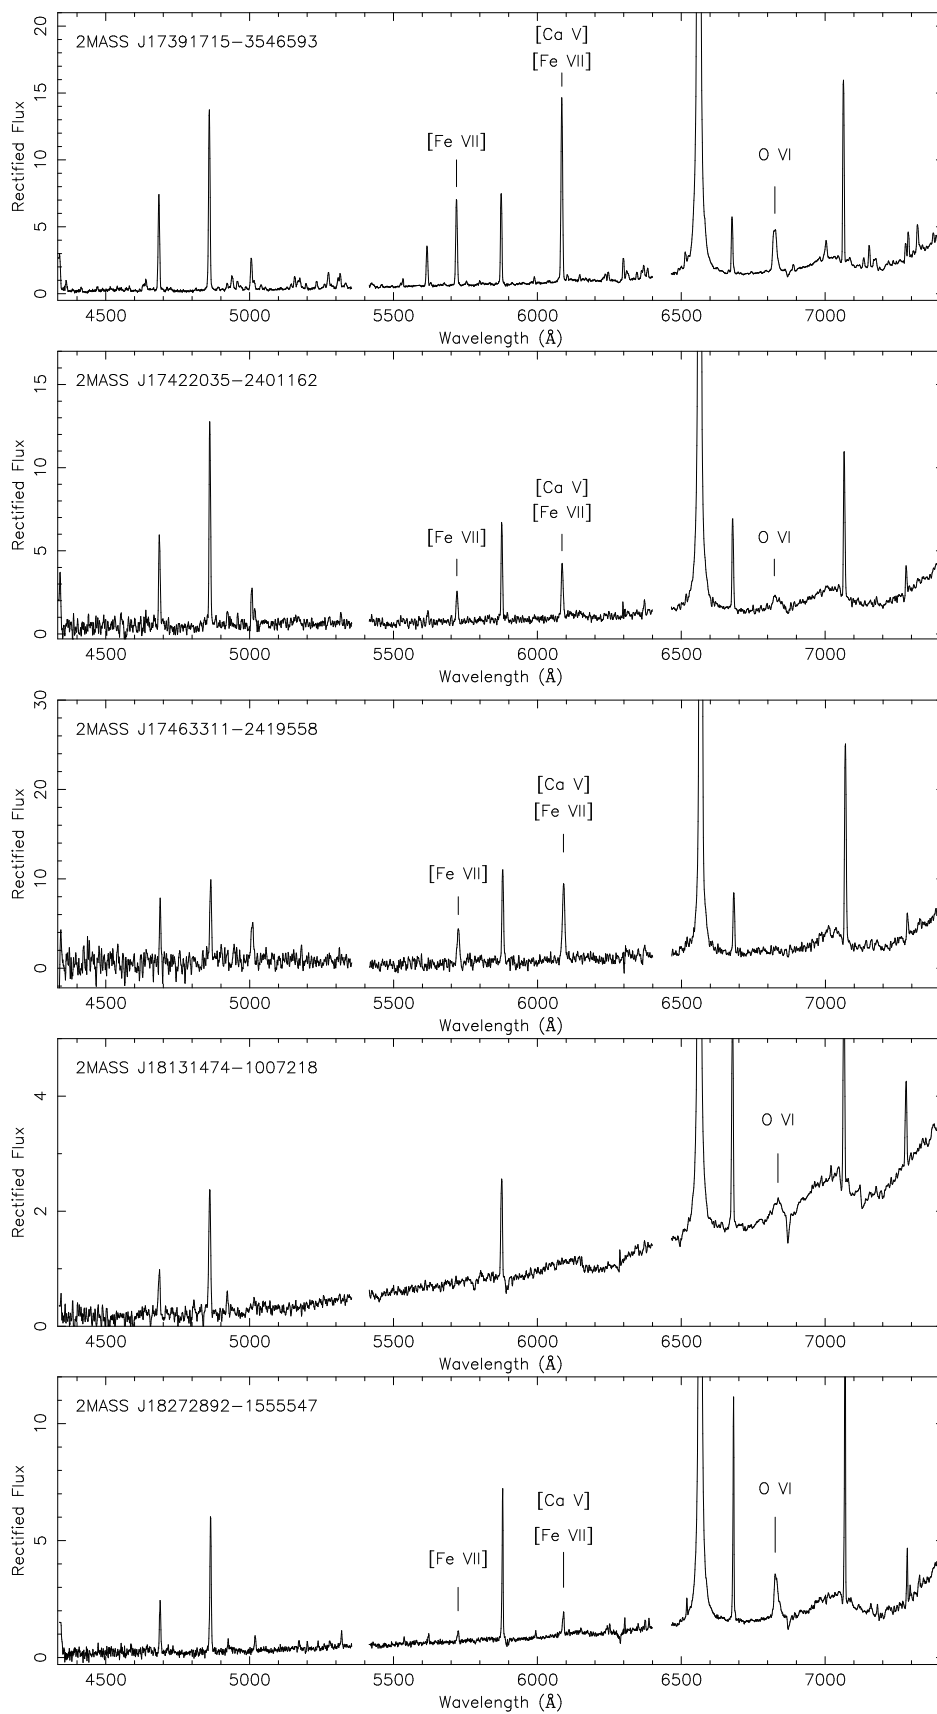 2MASS J17391715−3546593
[Ca V]
[Fe VII]
[Fe VII]
O VI
Rectified Flux
0 5 10 15 20
4500 5000 5500 6000 6500 7000
Wavelength (Å)
2MASS J17422035−2401162
[Ca V]
[Fe VII] [Fe VII] O VI
Rectified Flux
0 5 10 15
4500 5000 5500 6000 6500 7000
Wavelength (Å)
2MASS J17463311−2419558
[Ca V]
[Fe VII]
[Fe VII]
Rectified Flux
0 10 20 30
4500 5000 5500 6000 6500 7000
Wavelength (Å)
2MASS J18131474−1007218
O VI
Rectified Flux
0 2 4
4500 5000 5500 6000 6500 7000
Wavelength (Å)
2MASS J18272892−1555547
O VI
[Ca V]
[Fe VII]
[Fe VII]
Rectified Flux
0 5 10
4500 5000 5500 6000 6500 7000
Wavelength (Å)